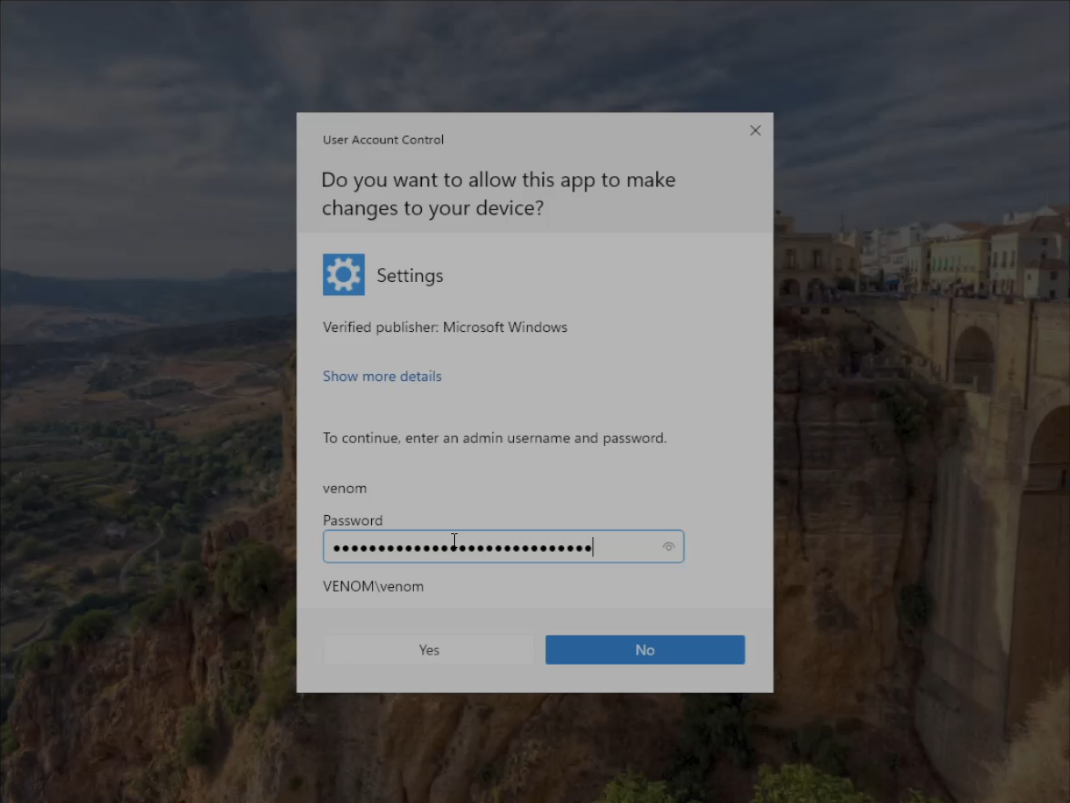 User Account Control
Do you want to allow this app to make
changes to your device?
Settings
Verified publisher: Microsoft Windows
Show more details
To continue, enter an admin username and password.
venom
Password
•••••••••••••••••••••••••••••
VENOM\venom
Yes
No